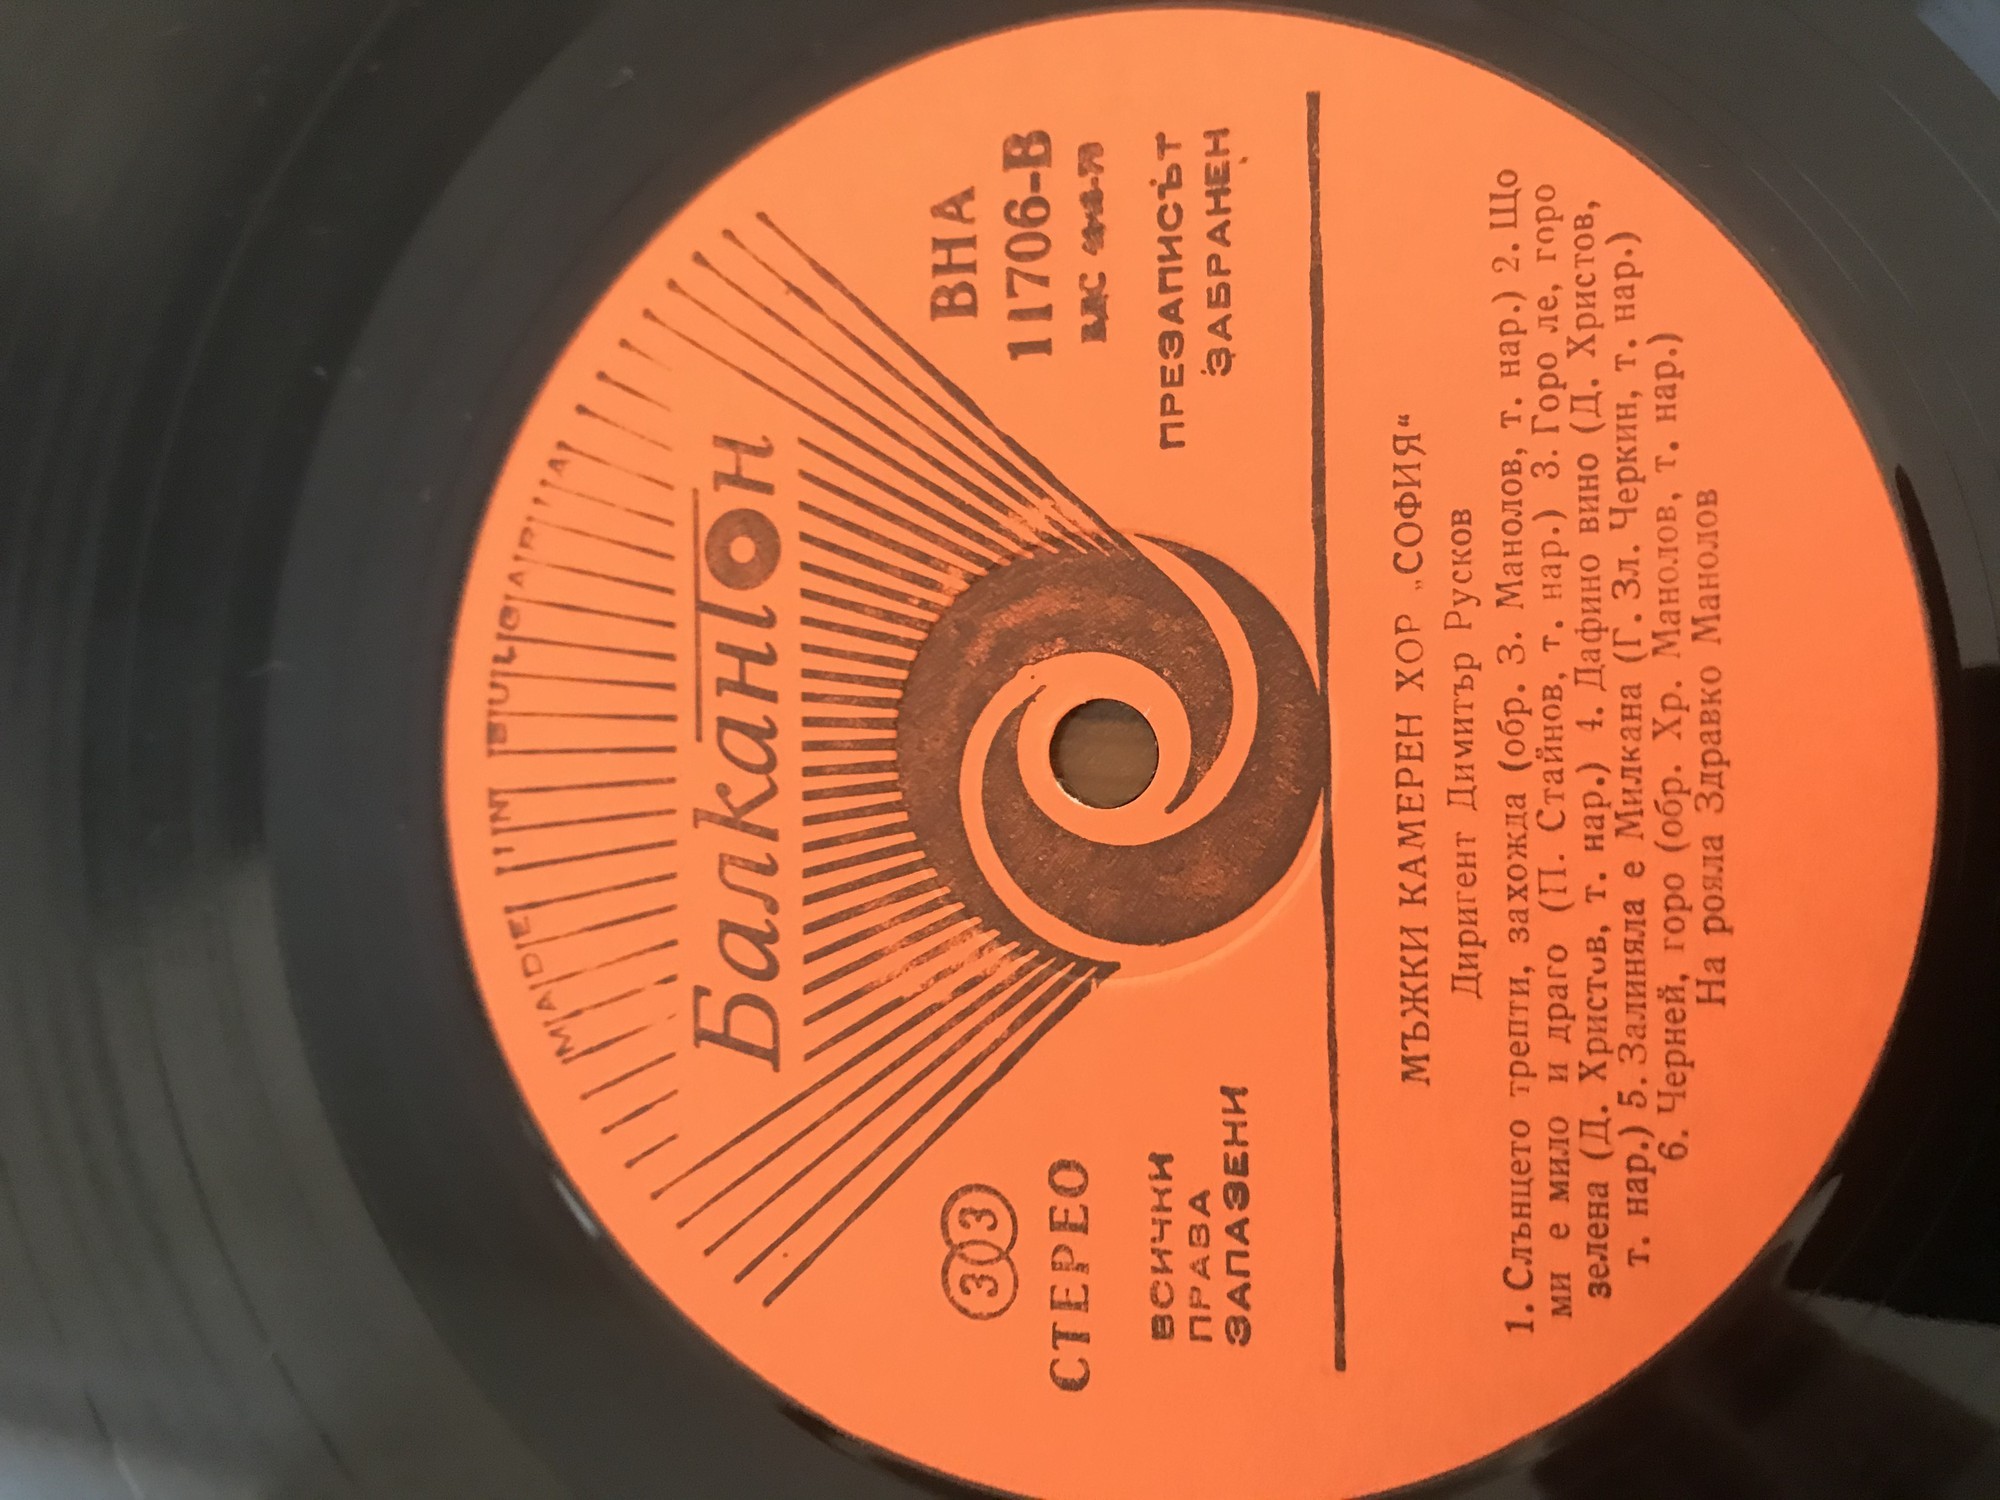 MADE IN BULGARIA
Балкантон
ВНА
11706-В
33
СТЕРЕО
ПРЕЗАПИСЪТ
ЗАБРАНЕН
ВСИЧКИ
ПРАВА
ЗАПАЗЕНИ
МЪЖКИ КАМЕРЕН ХОР „СОФИЯ“
Диригент Димитър Русков
1. Слънцето трепти, захожда (обр. З. Манолов, т. нар.) 2. Що
ми е мило и драго (П. Стайнов, т. нар.) 3. Горо ле, горо
зелена (Д. Христов, т. нар.) 4. Дафино вино (Д. Христов,
т. нар.) 5. Залиняла е Милкана (Г. Зл. Черкин, т. нар.)
6. Черней, горо (обр. Хр. Манолов, т. нар.)
На рояла Здравко Манолов